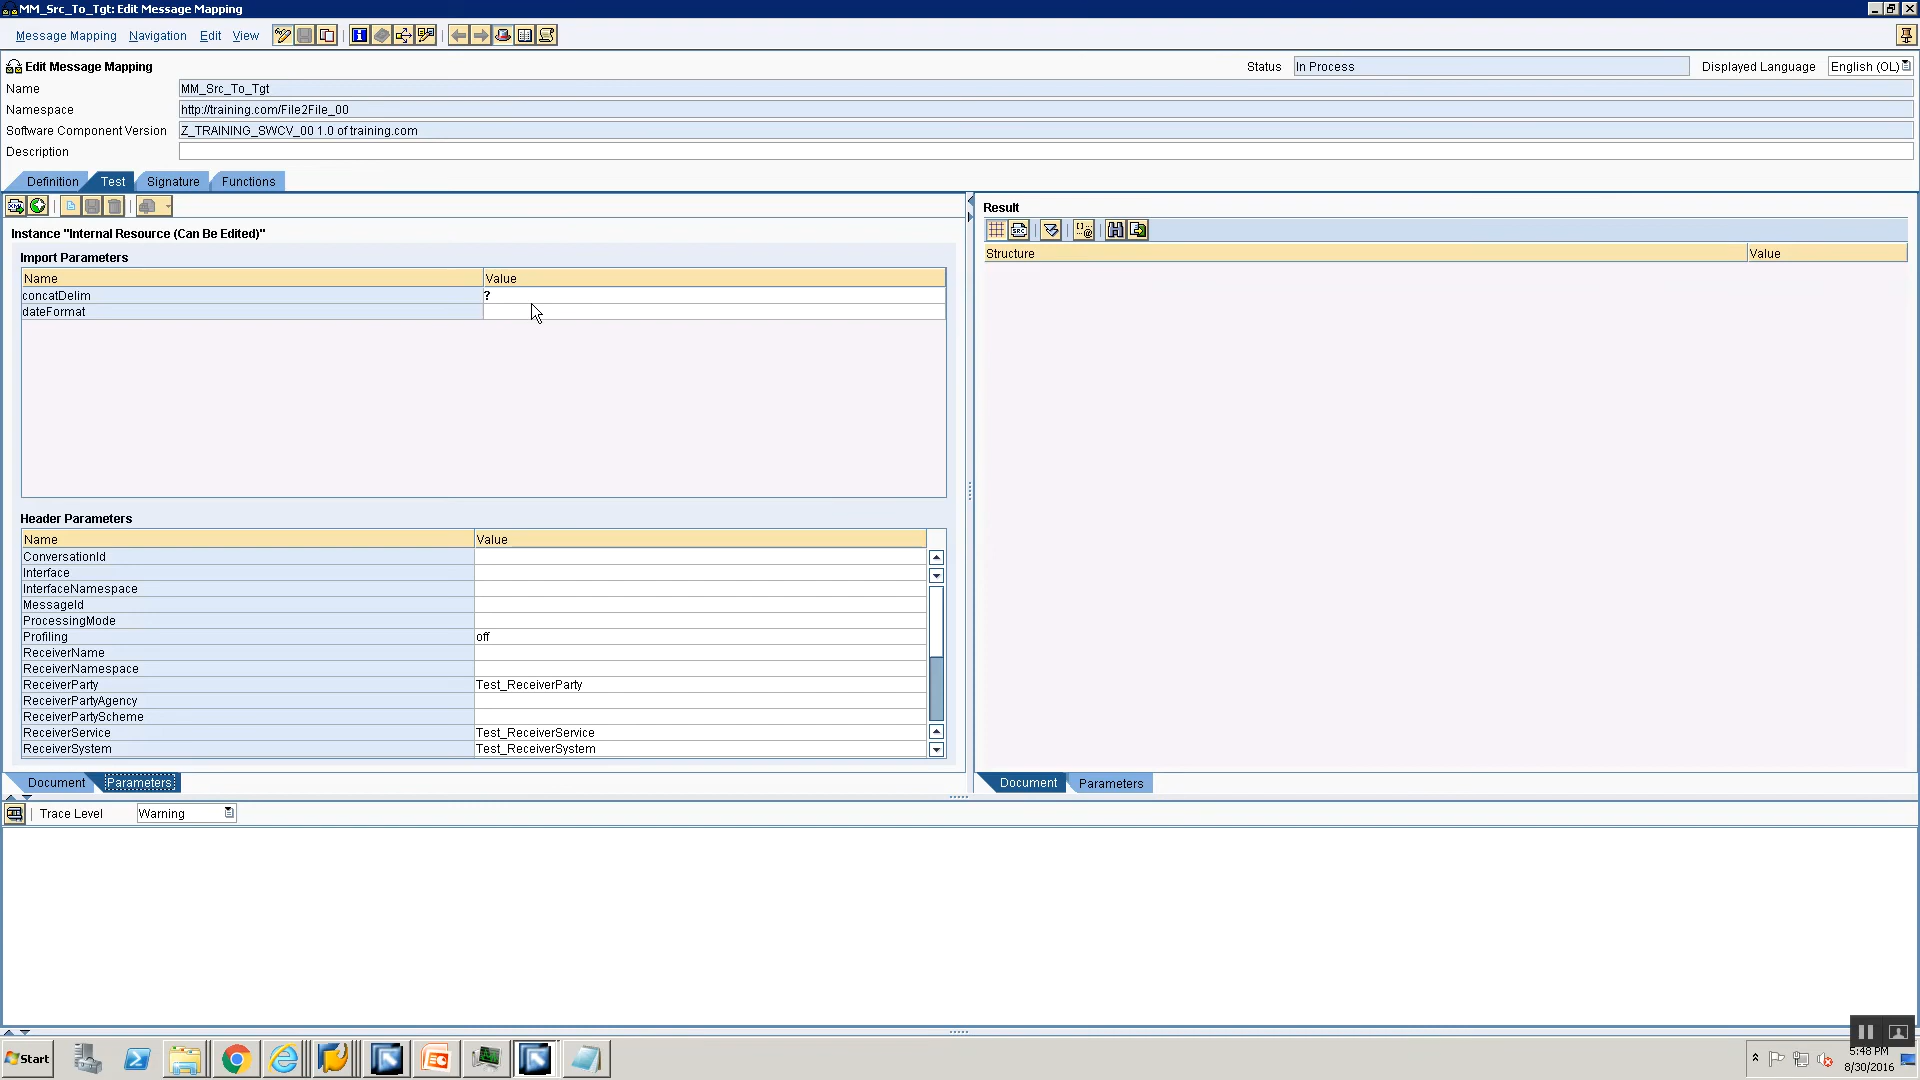 MM_Src_To_Tgt: Edit Message Mapping
Message Mapping Navigation Edit View
Edit Message Mapping
Status In Process Displayed Language English (OL)
Name MM_Src_To_Tgt
Namespace http://training.com/File2File_00
Software Component Version Z_TRAINING_SWCV_00 1.0 of training.com
Description
Definition Test Signature Functions
Result
Instance "Internal Resource (Can Be Edited)"
Structure Value
Import Parameters
Name Value
concatDelim ?
dateFormat
Header Parameters
Name Value
ConversationId
Interface
InterfaceNamespace
MessageId
ProcessingMode
Profiling off
ReceiverName
ReceiverNamespace
ReceiverParty Test_ReceiverParty
ReceiverPartyAgency
ReceiverPartyScheme
ReceiverService Test_ReceiverService
ReceiverSystem Test_ReceiverSystem
Document Parameters
Document Parameters
Trace Level Warning
Start
5:48 PM
8/30/2016